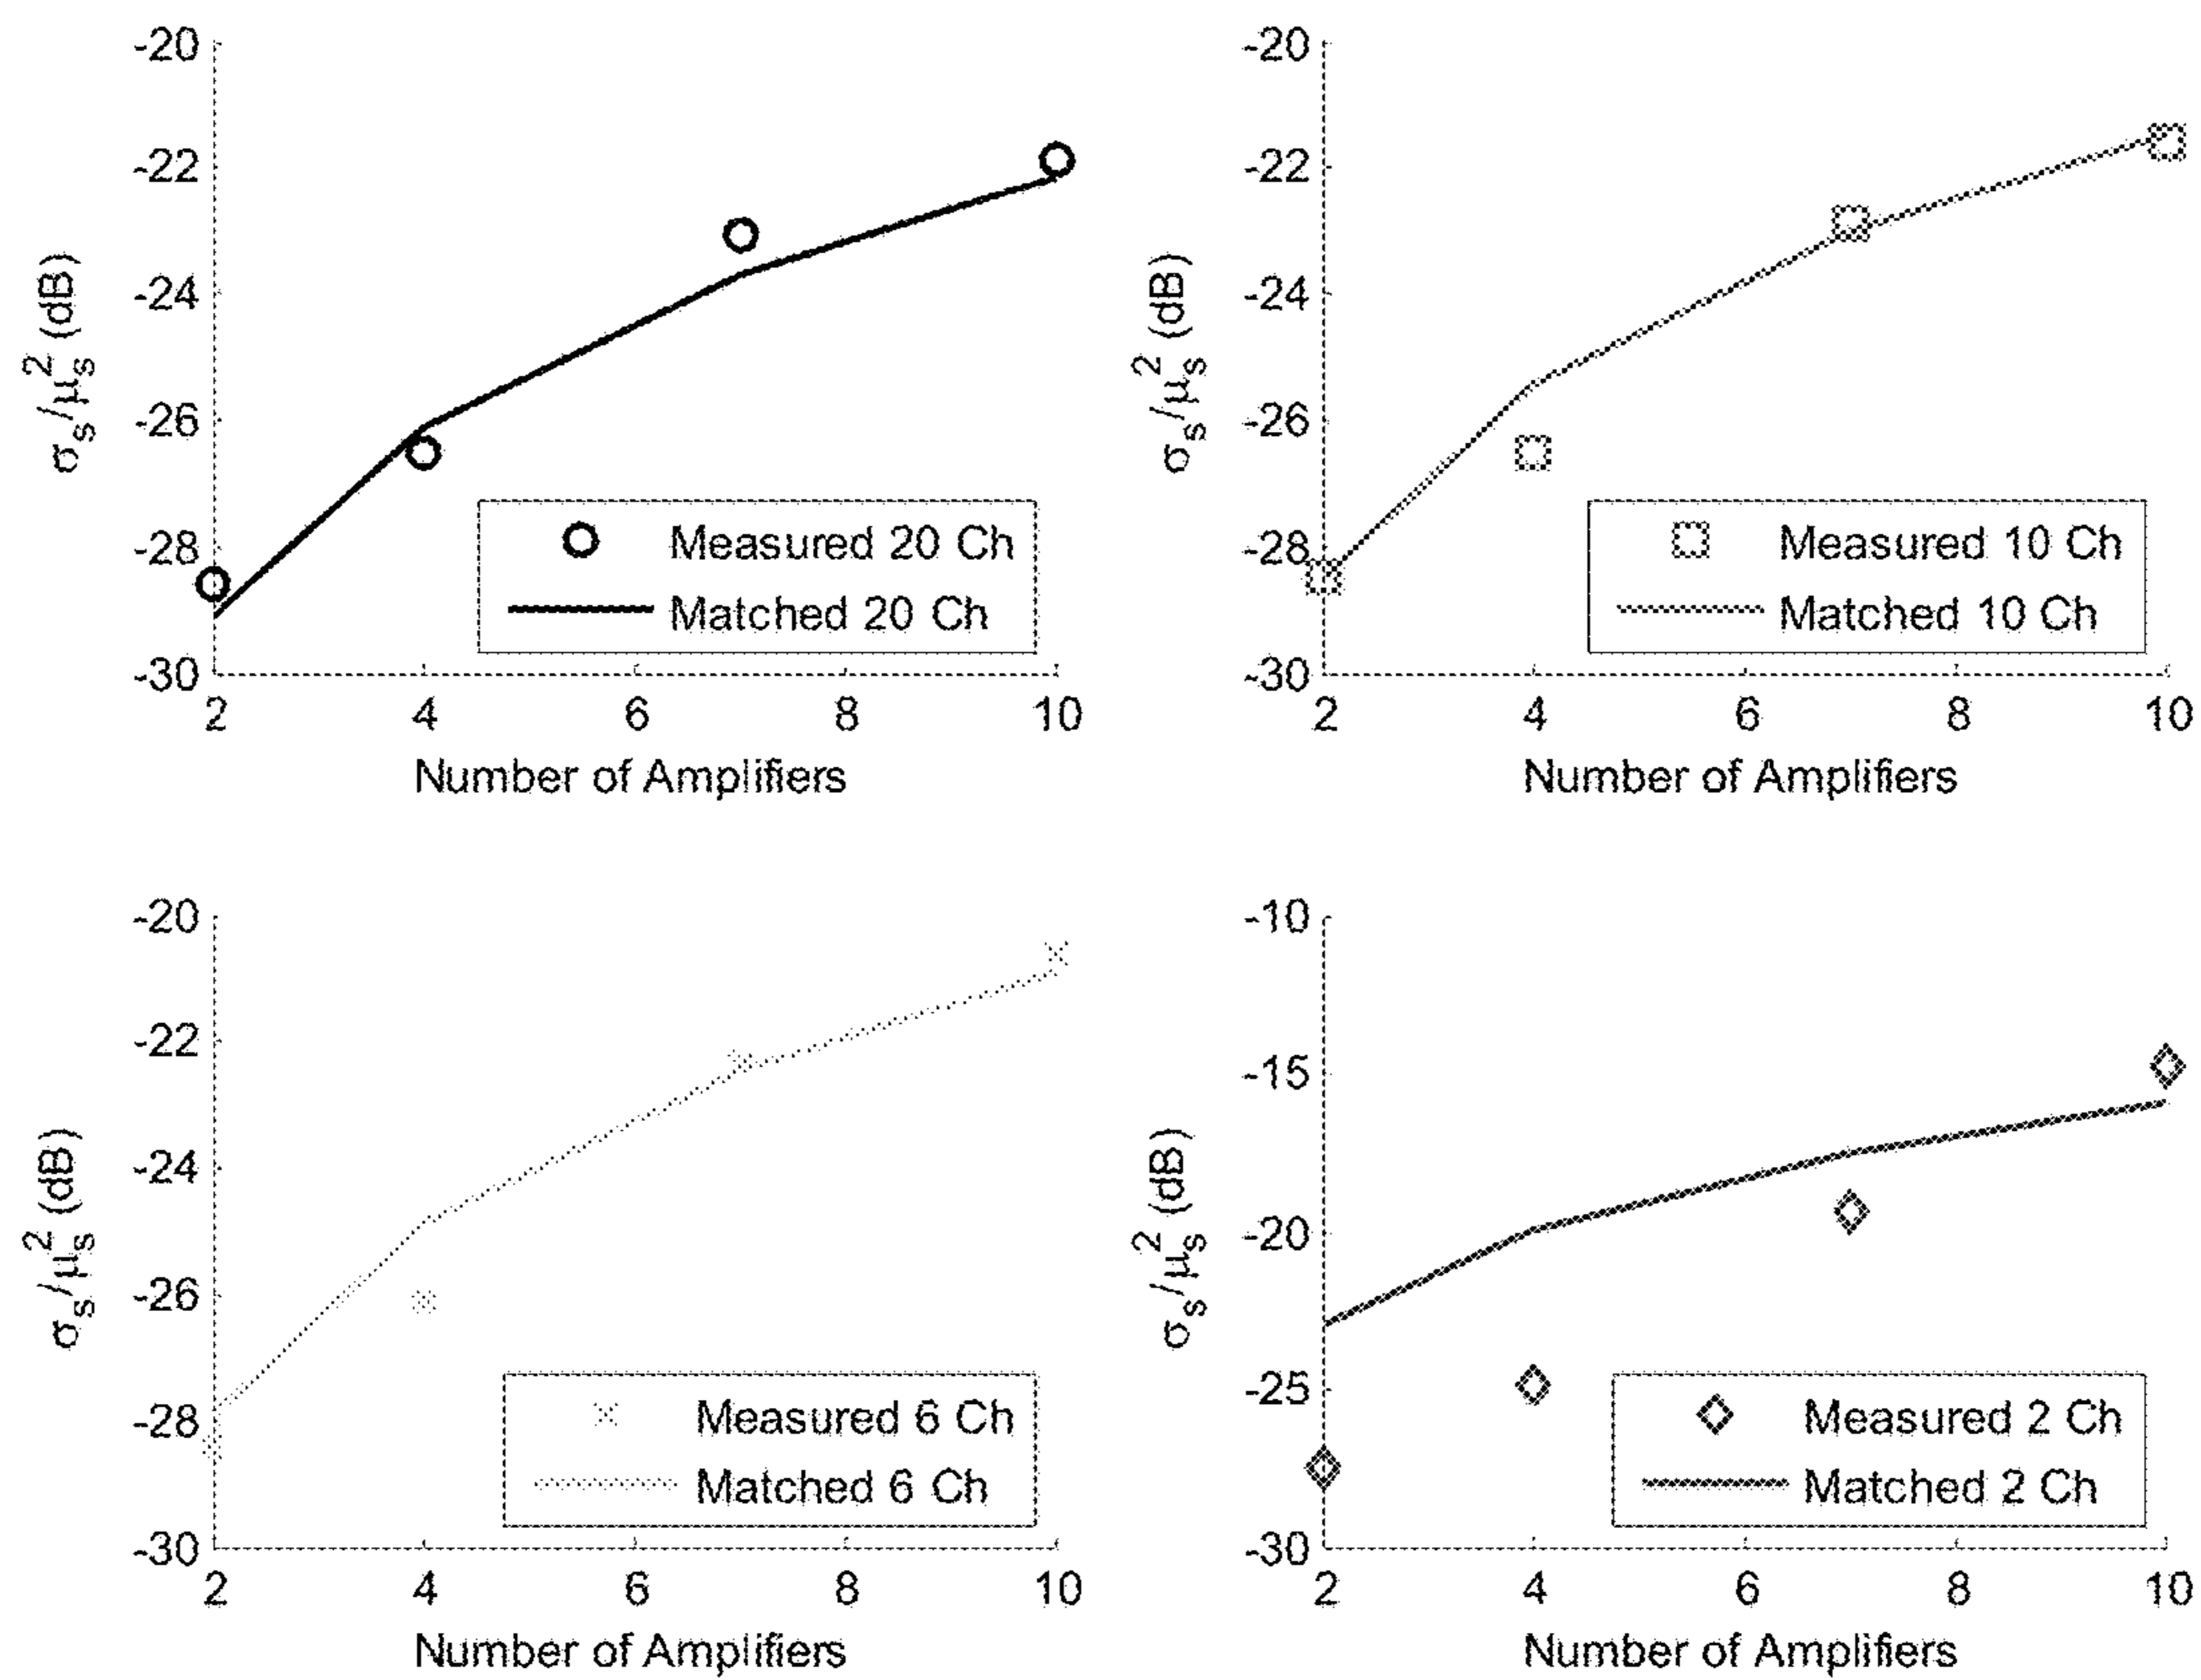 -20
-22
-24
-26
-28
-30
2 4 6 8 10
σs/μs2 (dB)
Number of Amplifiers
Measured 20 Ch
Matched 20 Ch
-20
-22
-24
-26
-28
-30
2 4 6 8 10
σs/μs2 (dB)
Number of Amplifiers
Measured 10 Ch
Matched 10 Ch
-20
-22
-24
-26
-28
-30
2 4 6 8 10
σs/μs2 (dB)
Number of Amplifiers
Measured 6 Ch
Matched 6 Ch
-10
-15
-20
-25
-30
2 4 6 8 10
σs/μs2 (dB)
Number of Amplifiers
Measured 2 Ch
Matched 2 Ch